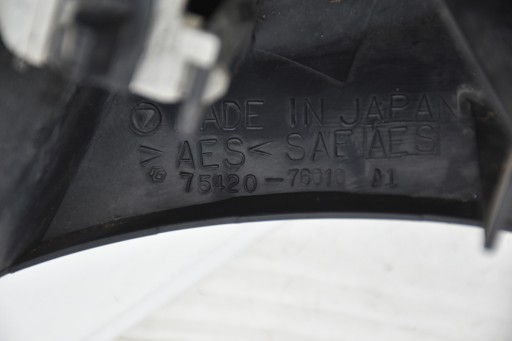 MADE IN JAPAN
> AES < SAE AES
75420-76010 A1